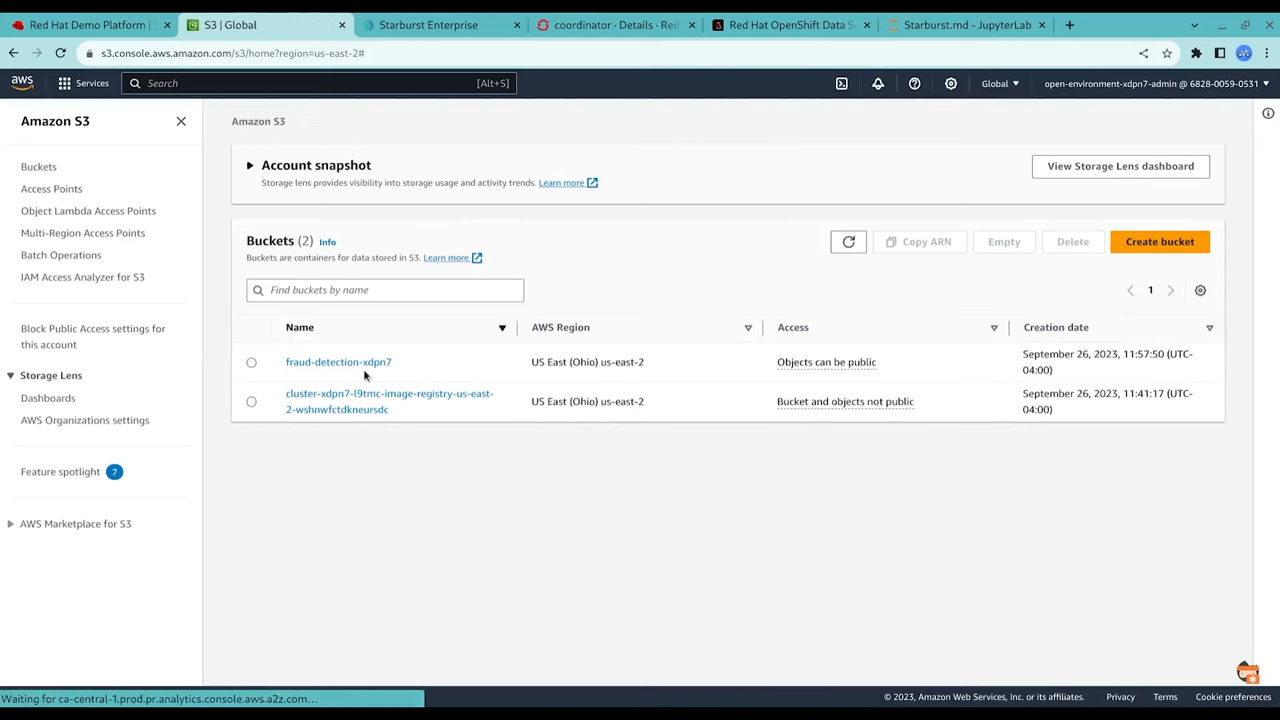 Red Hat Demo Platform |
S3 | Global
Starburst Enterprise
coordinator · Details · Red
Red Hat OpenShift Data S
Starburst.md - JupyterLab
s3.console.aws.amazon.com/s3/home?region=us-east-2#
aws
Services
Search
[Alt+S]
Global
open-environment-xdpn7-admin @ 6828-0059-0531
Amazon S3
Buckets
Access Points
Object Lambda Access Points
Multi-Region Access Points
Batch Operations
IAM Access Analyzer for S3
Block Public Access settings for
this account
Storage Lens
Dashboards
AWS Organizations settings
Feature spotlight 7
AWS Marketplace for S3
Amazon S3
Account snapshot
Storage lens provides visibility into storage usage and activity trends. Learn more
View Storage Lens dashboard
Buckets (2) Info
Buckets are containers for data stored in S3. Learn more
Copy ARN
Empty
Delete
Create bucket
Find buckets by name
1
Name
AWS Region
Access
Creation date
fraud-detection-xdpn7
US East (Ohio) us-east-2
Objects can be public
September 26, 2023, 11:57:50 (UTC-
04:00)
cluster-xdpn7-l9tmc-image-registry-us-east-
2-wshnwfctdkneursdc
US East (Ohio) us-east-2
Bucket and objects not public
September 26, 2023, 11:41:17 (UTC-
04:00)
Waiting for ca-central-1.prod.pr.analytics.console.aws.a2z.com...
© 2023, Amazon Web Services, Inc. or its affiliates.
Privacy
Terms
Cookie preferences